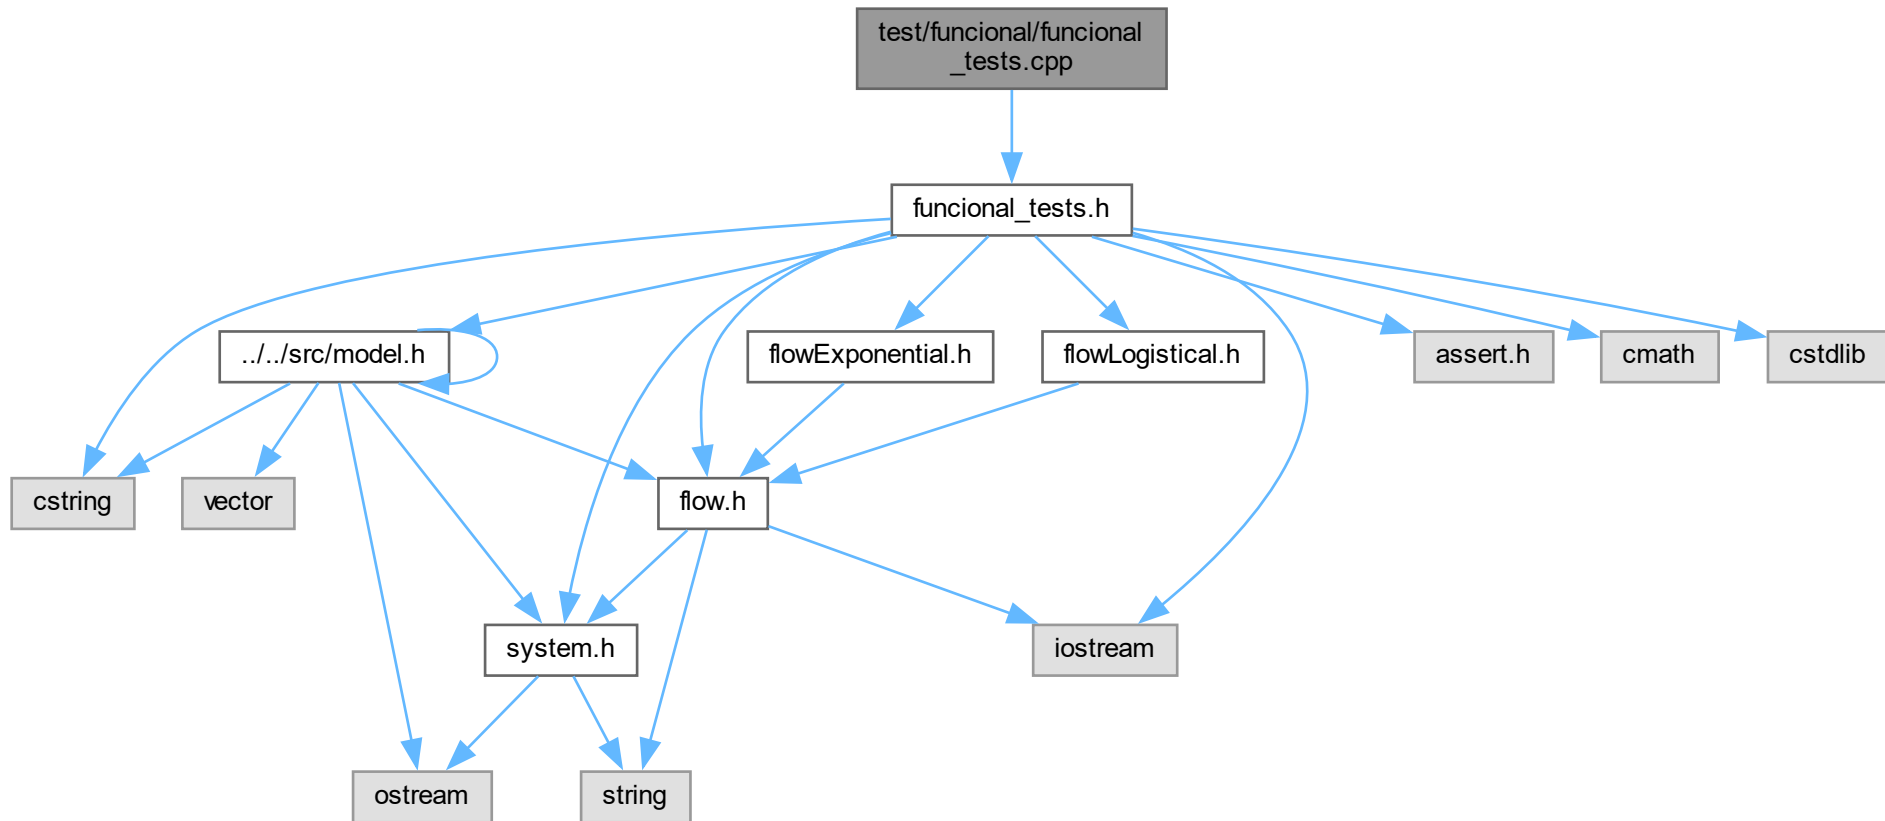 test/funcional/funcional
_tests.cpp
funcional_tests.h
../../src/model.h
flowExponential.h
flowLogistical.h
assert.h
cmath
cstdlib
cstring
vector
flow.h
system.h
iostream
ostream
string